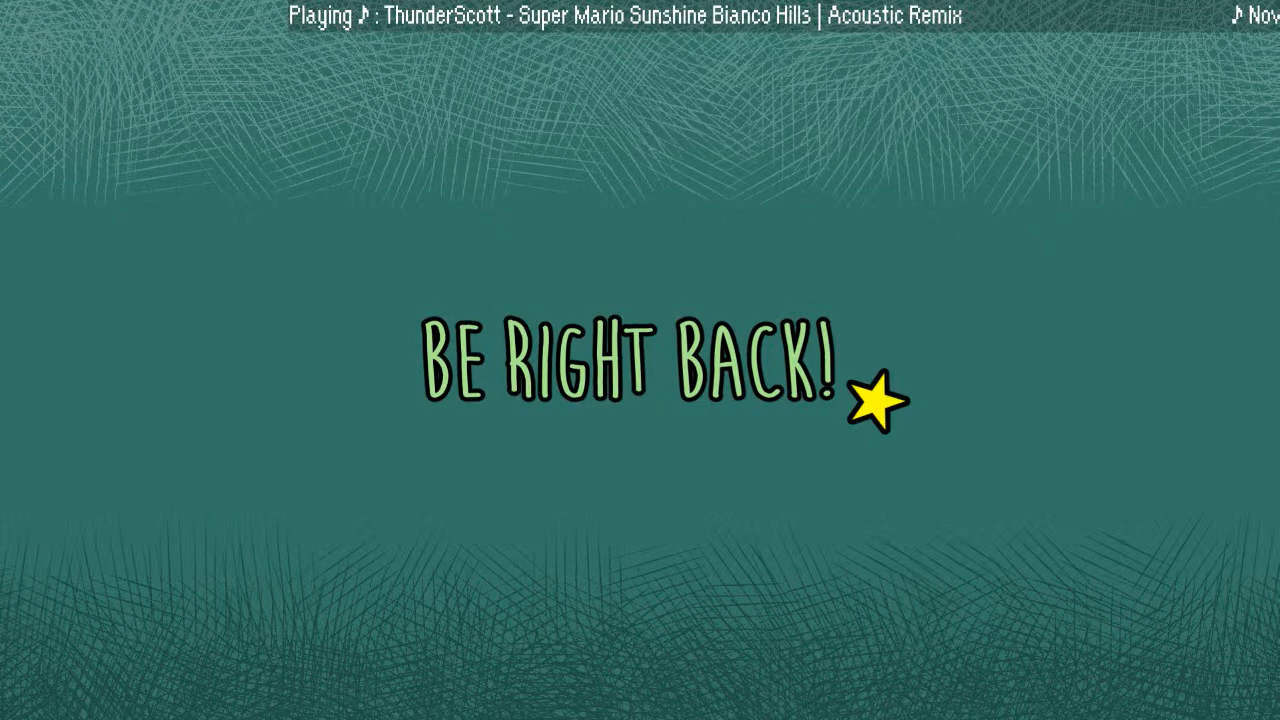 Playing ♪ : ThunderScott - Super Mario Sunshine Bianco Hills | Acoustic Remix ♪
BE RIGHT BACK!